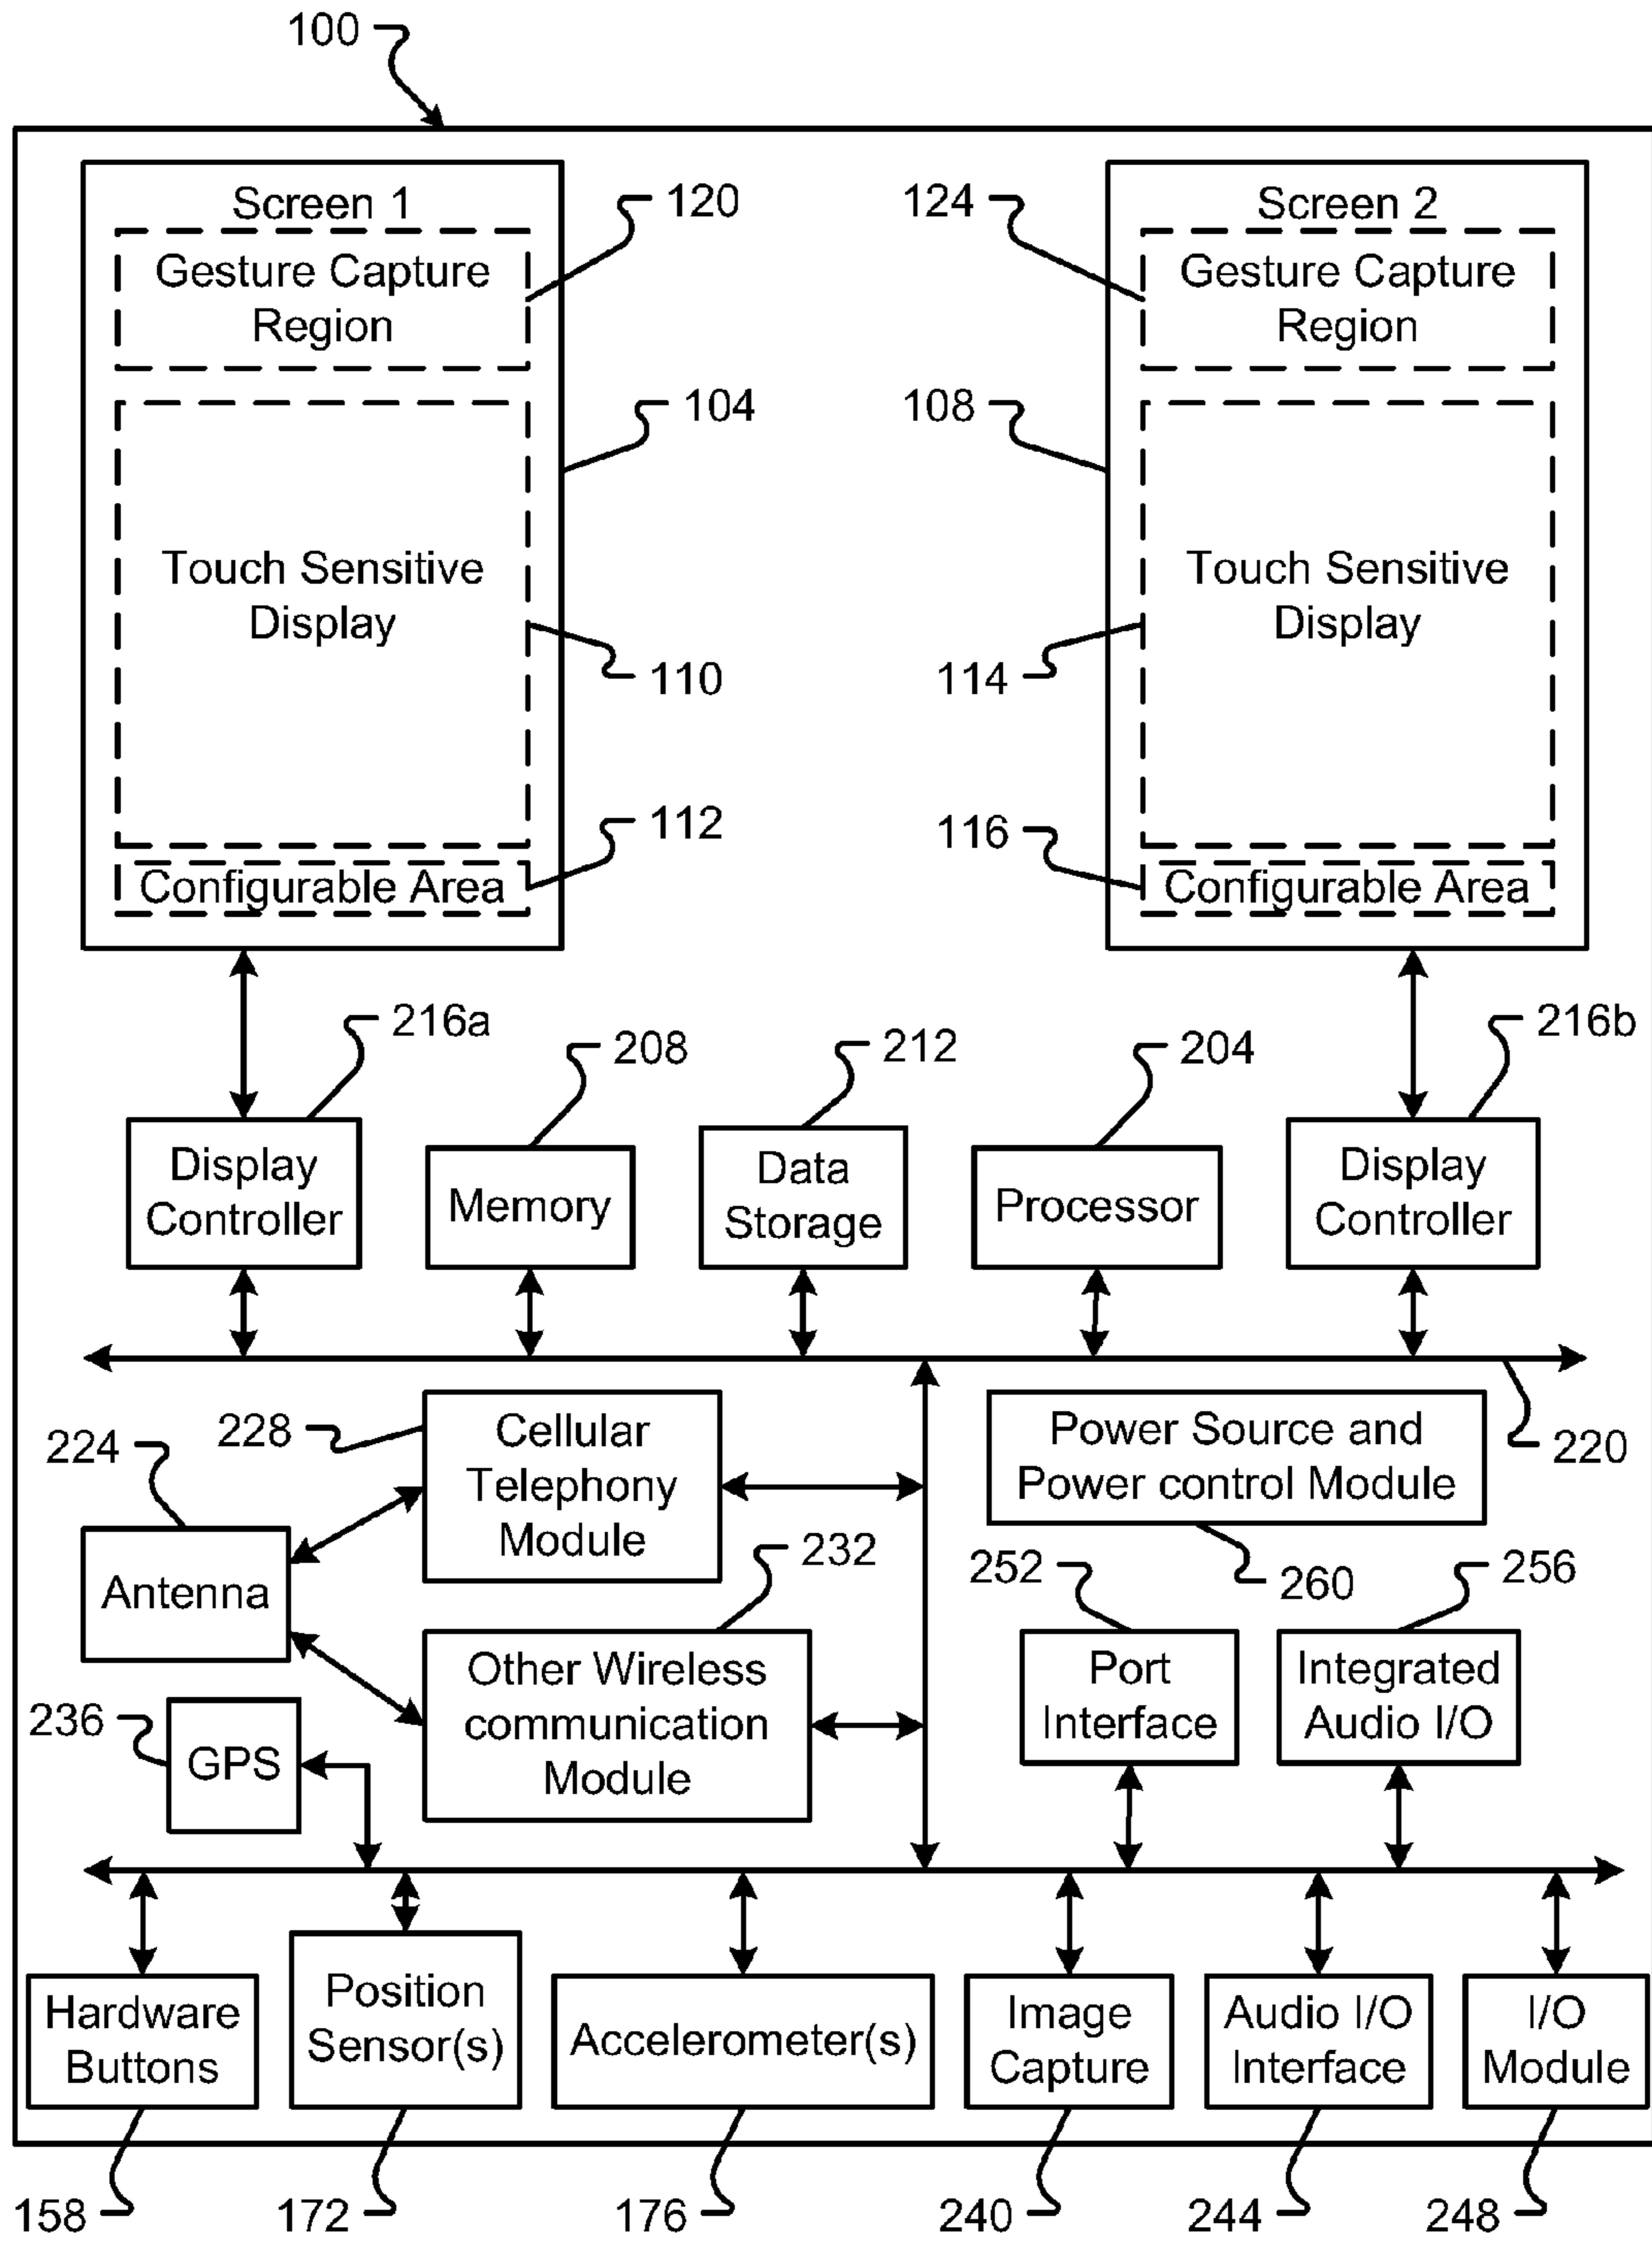 100
Screen 1
120
124
Screen 2
Gesture Capture
Region
Gesture Capture
Region
104
108
Touch Sensitive
Display
Touch Sensitive
Display
110
114
112
116
Configurable Area
Configurable Area
216a
208
212
204
216b
Display
Controller
Memory
Data
Storage
Processor
Display
Controller
228
224
Cellular
Telephony
Module
Power Source and
Power control Module
220
Antenna
232
252
260
256
236
GPS
Other Wireless
communication
Module
Port
Interface
Integrated
Audio I/O
Hardware
Buttons
Position
Sensor(s)
Accelerometer(s)
Image
Capture
Audio I/O
Interface
I/O
Module
158
172
176
240
244
248